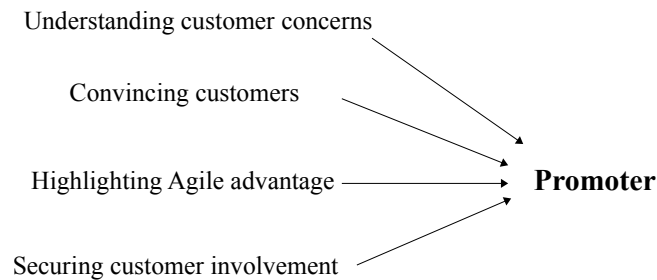 Understanding customer concerns
Convincing customers
Highlighting Agile advantage
Promoter
Securing customer involvement